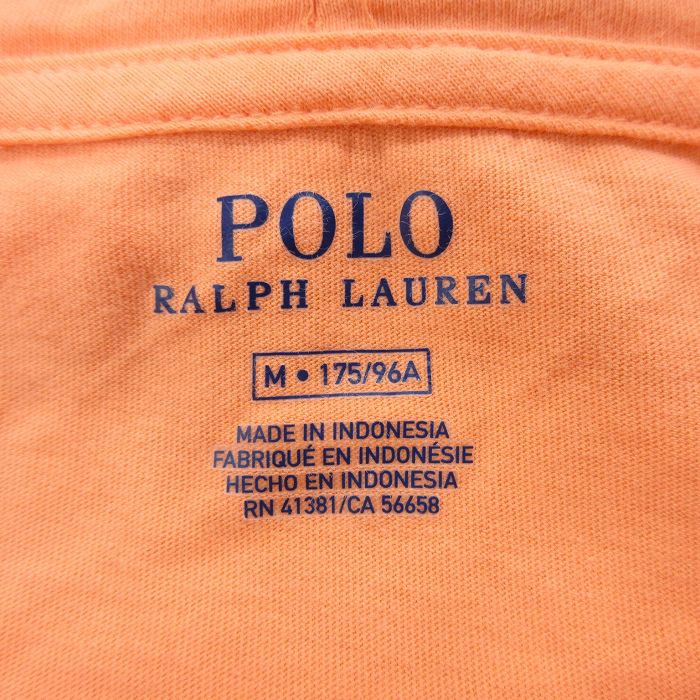 POLO
RALPH LAUREN
M • 175/96A
MADE IN INDONESIA
FABRIQUÉ EN INDONÉSIE
HECHO EN INDONESIA
RN 41381/CA 56658